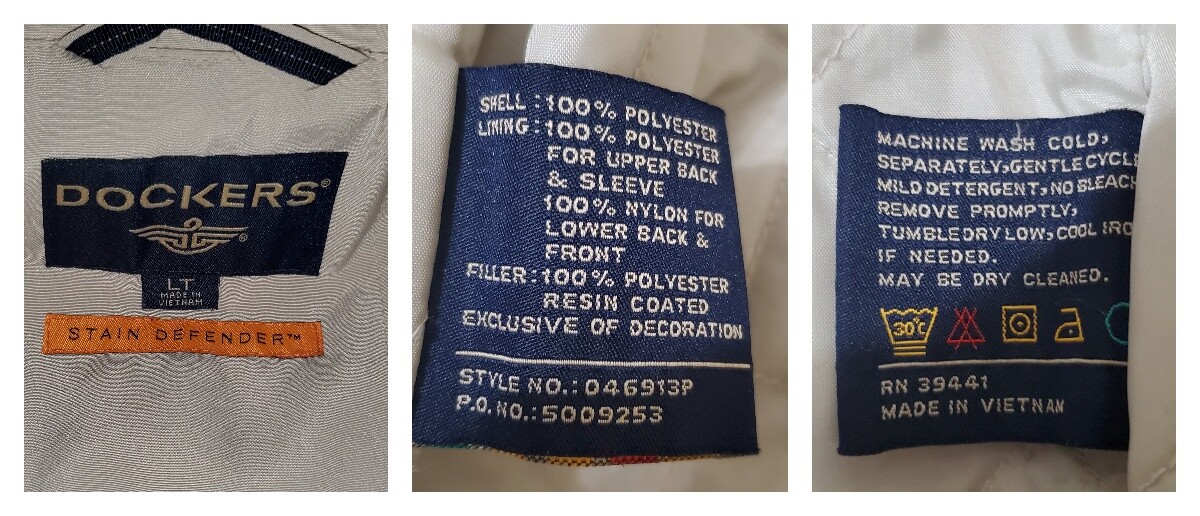 DOCKERS®
®
LT
MADE IN
VIETNAM
STAIN DEFENDER™
SHELL : 100% POLYESTER
LINING : 100% POLYESTER
FOR UPPER BACK
& SLEEVE
100% NYLON FOR
LOWER BACK &
FRONT
FILLER : 100% POLYESTER
RESIN COATED
EXCLUSIVE OF DECORATION
STYLE NO.: 046913P
P.O. NO.: 5009253
MACHINE WASH COLD,
SEPARATELY, GENTLE CYCLE
MILD DETERGENT, NO BLEACH
REMOVE PROMPTLY,
TUMBLE DRY LOW, COOL IRO
IF NEEDED.
MAY BE DRY CLEANED.
30°C
RN 39441
MADE IN VIETNAM